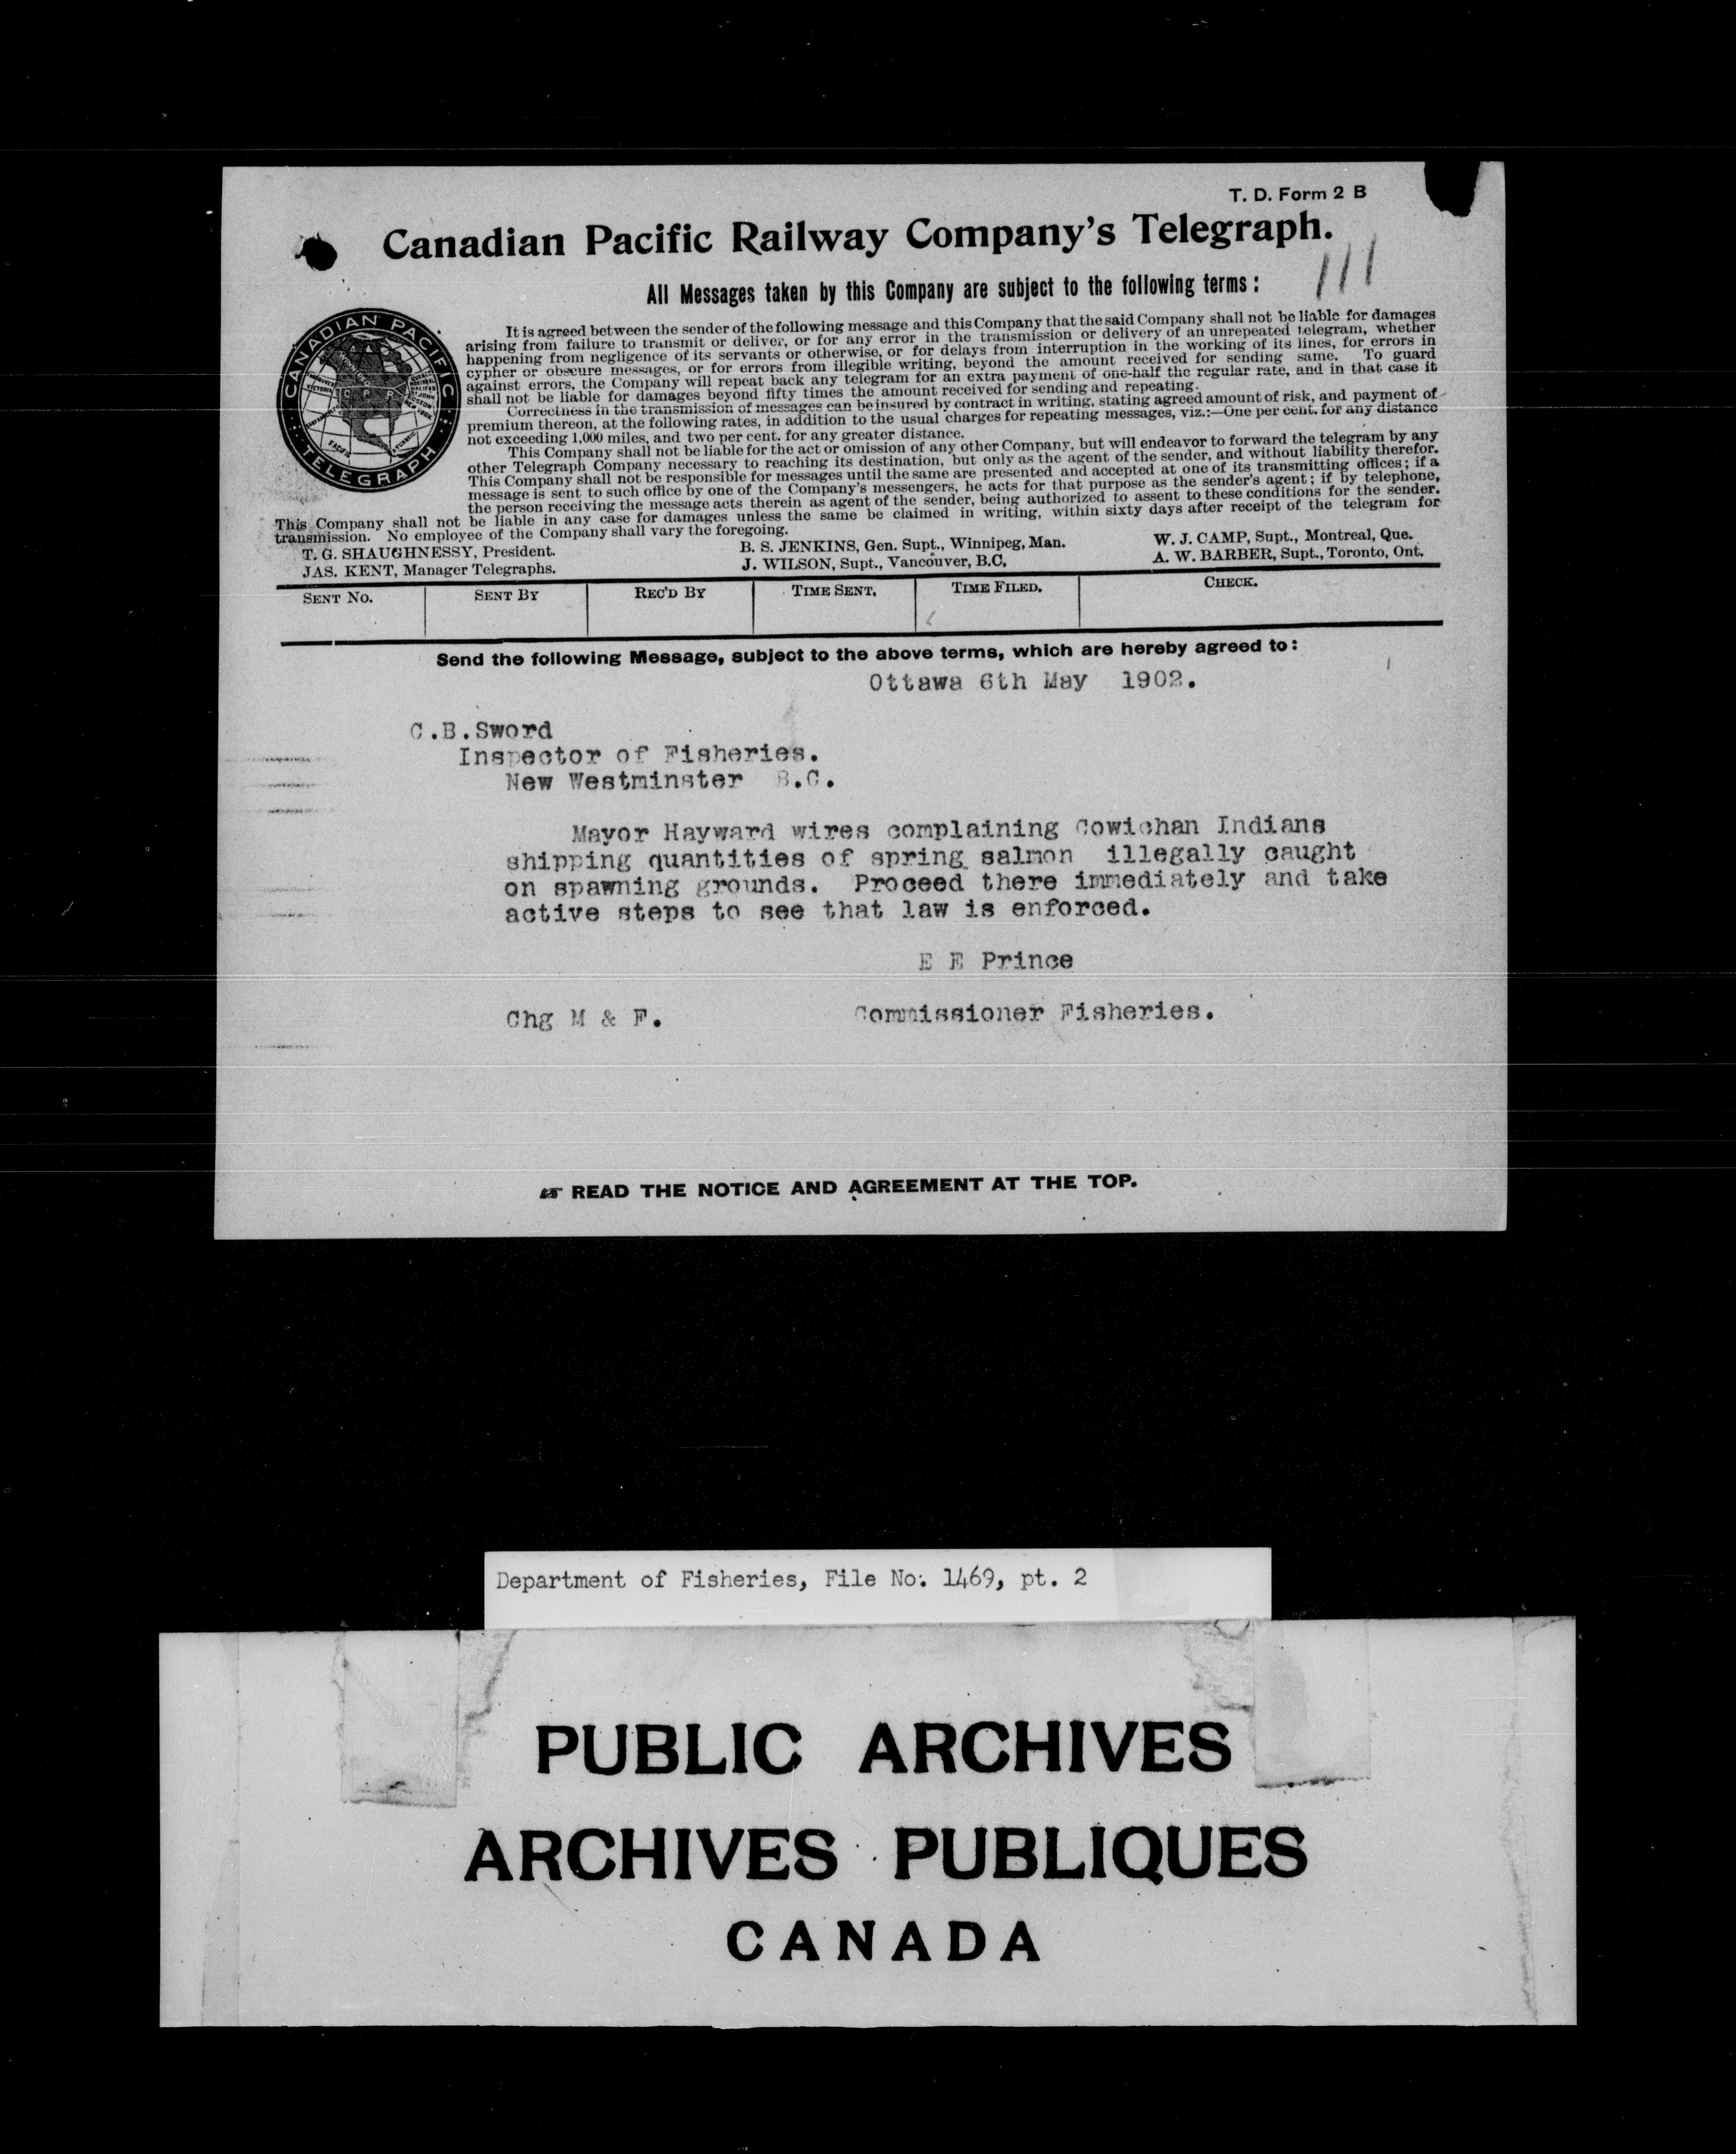 T. D. Form 2 B
Canadian Pacific Railway Company's Telegraph.
111
All Messages taken by this Company are subject to the following terms :
CANADIAN PACIFIC
TELEGRAPH
It is agreed between the sender of the following message and this Company that the said Company shall not be liable for damages
arising from failure to transmit or deliver, or for any error in the transmission or delivery of an unrepeated telegram, whether
happening from negligence of its servants or otherwise, or for delays from interruption in the working of its lines, for errors in
cypher or obscure messages, or for errors from illegible writing, beyond the amount received for sending same. To guard
against errors, the Company will repeat back any telegram for an extra payment of one-half the regular rate, and in that case it
shall not be liable for damages beyond fifty times the amount received for sending and repeating.
Correctness in the transmission of messages can be insured by contract in writing, stating agreed amount of risk, and payment of
premium thereon, at the following rates, in addition to the usual charges for repeating messages, viz.:—One per cent. for any distance
not exceeding 1,000 miles, and two per cent. for any greater distance.
This Company shall not be liable for the act or omission of any other Company, but will endeavor to forward the telegram by any
other Telegraph Company necessary to reaching its destination, but only as the agent of the sender, and without liability therefor.
This Company shall not be responsible for messages until the same are presented and accepted at one of its transmitting offices; if a
message is sent to such office by one of the Company's messengers, he acts for that purpose as the sender's agent; if by telephone,
the person receiving the message acts therein as agent of the sender, being authorized to assent to these conditions for the sender.
This Company shall not be liable in any case for damages unless the same be claimed in writing, within sixty days after receipt of the telegram for
transmission. No employee of the Company shall vary the foregoing.
T. G. SHAUGHNESSY, President. B. S. JENKINS, Gen. Supt., Winnipeg, Man. W. J. CAMP, Supt., Montreal, Que.
JAS. KENT, Manager Telegraphs. J. WILSON, Supt., Vancouver, B.C. A. W. BARBER, Supt., Toronto, Ont.
SENT NO. SENT BY REC'D BY TIME SENT. TIME FILED. CHECK.
Send the following Message, subject to the above terms, which are hereby agreed to:
Ottawa 6th May 1902.
C.B.Sword
Inspector of Fisheries.
New Westminster B.C.
Mayor Hayward wires complaining Cowichan Indians
shipping quantities of spring salmon illegally caught
on spawning grounds. Proceed there immediately and take
active steps to see that law is enforced.
E E Prince
Chg M & F. Commissioner Fisheries.
☞ READ THE NOTICE AND AGREEMENT AT THE TOP.
Department of Fisheries, File No. 1469, pt. 2
PUBLIC ARCHIVES
ARCHIVES PUBLIQUES
CANADA